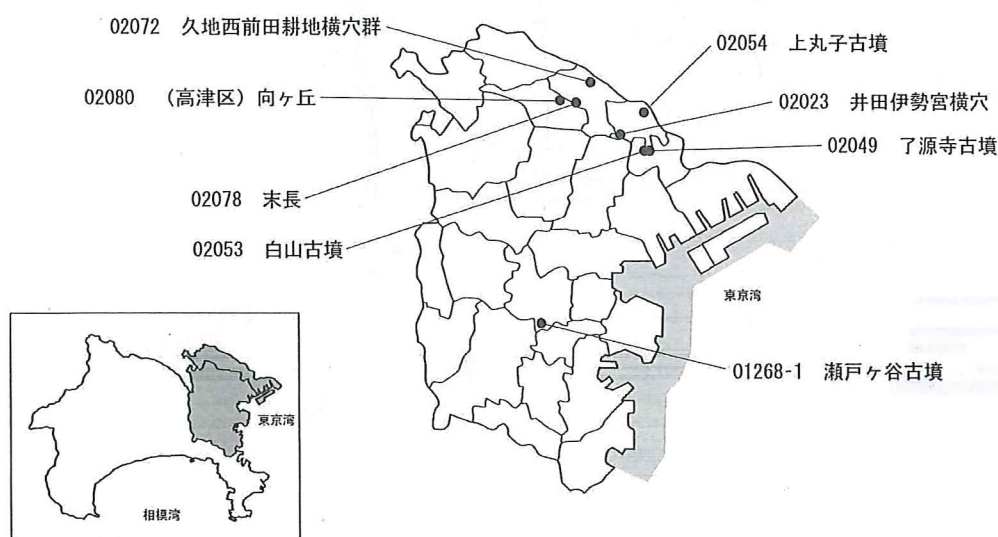 02072　久地西前田耕地横穴群
02054　上丸子古墳
02080　（高津区）向ヶ丘
02023　井田伊勢宮横穴
02049　了源寺古墳
02078　末長
02053　白山古墳
東京湾
01268-1　瀬戸ヶ谷古墳
東京湾
相模湾